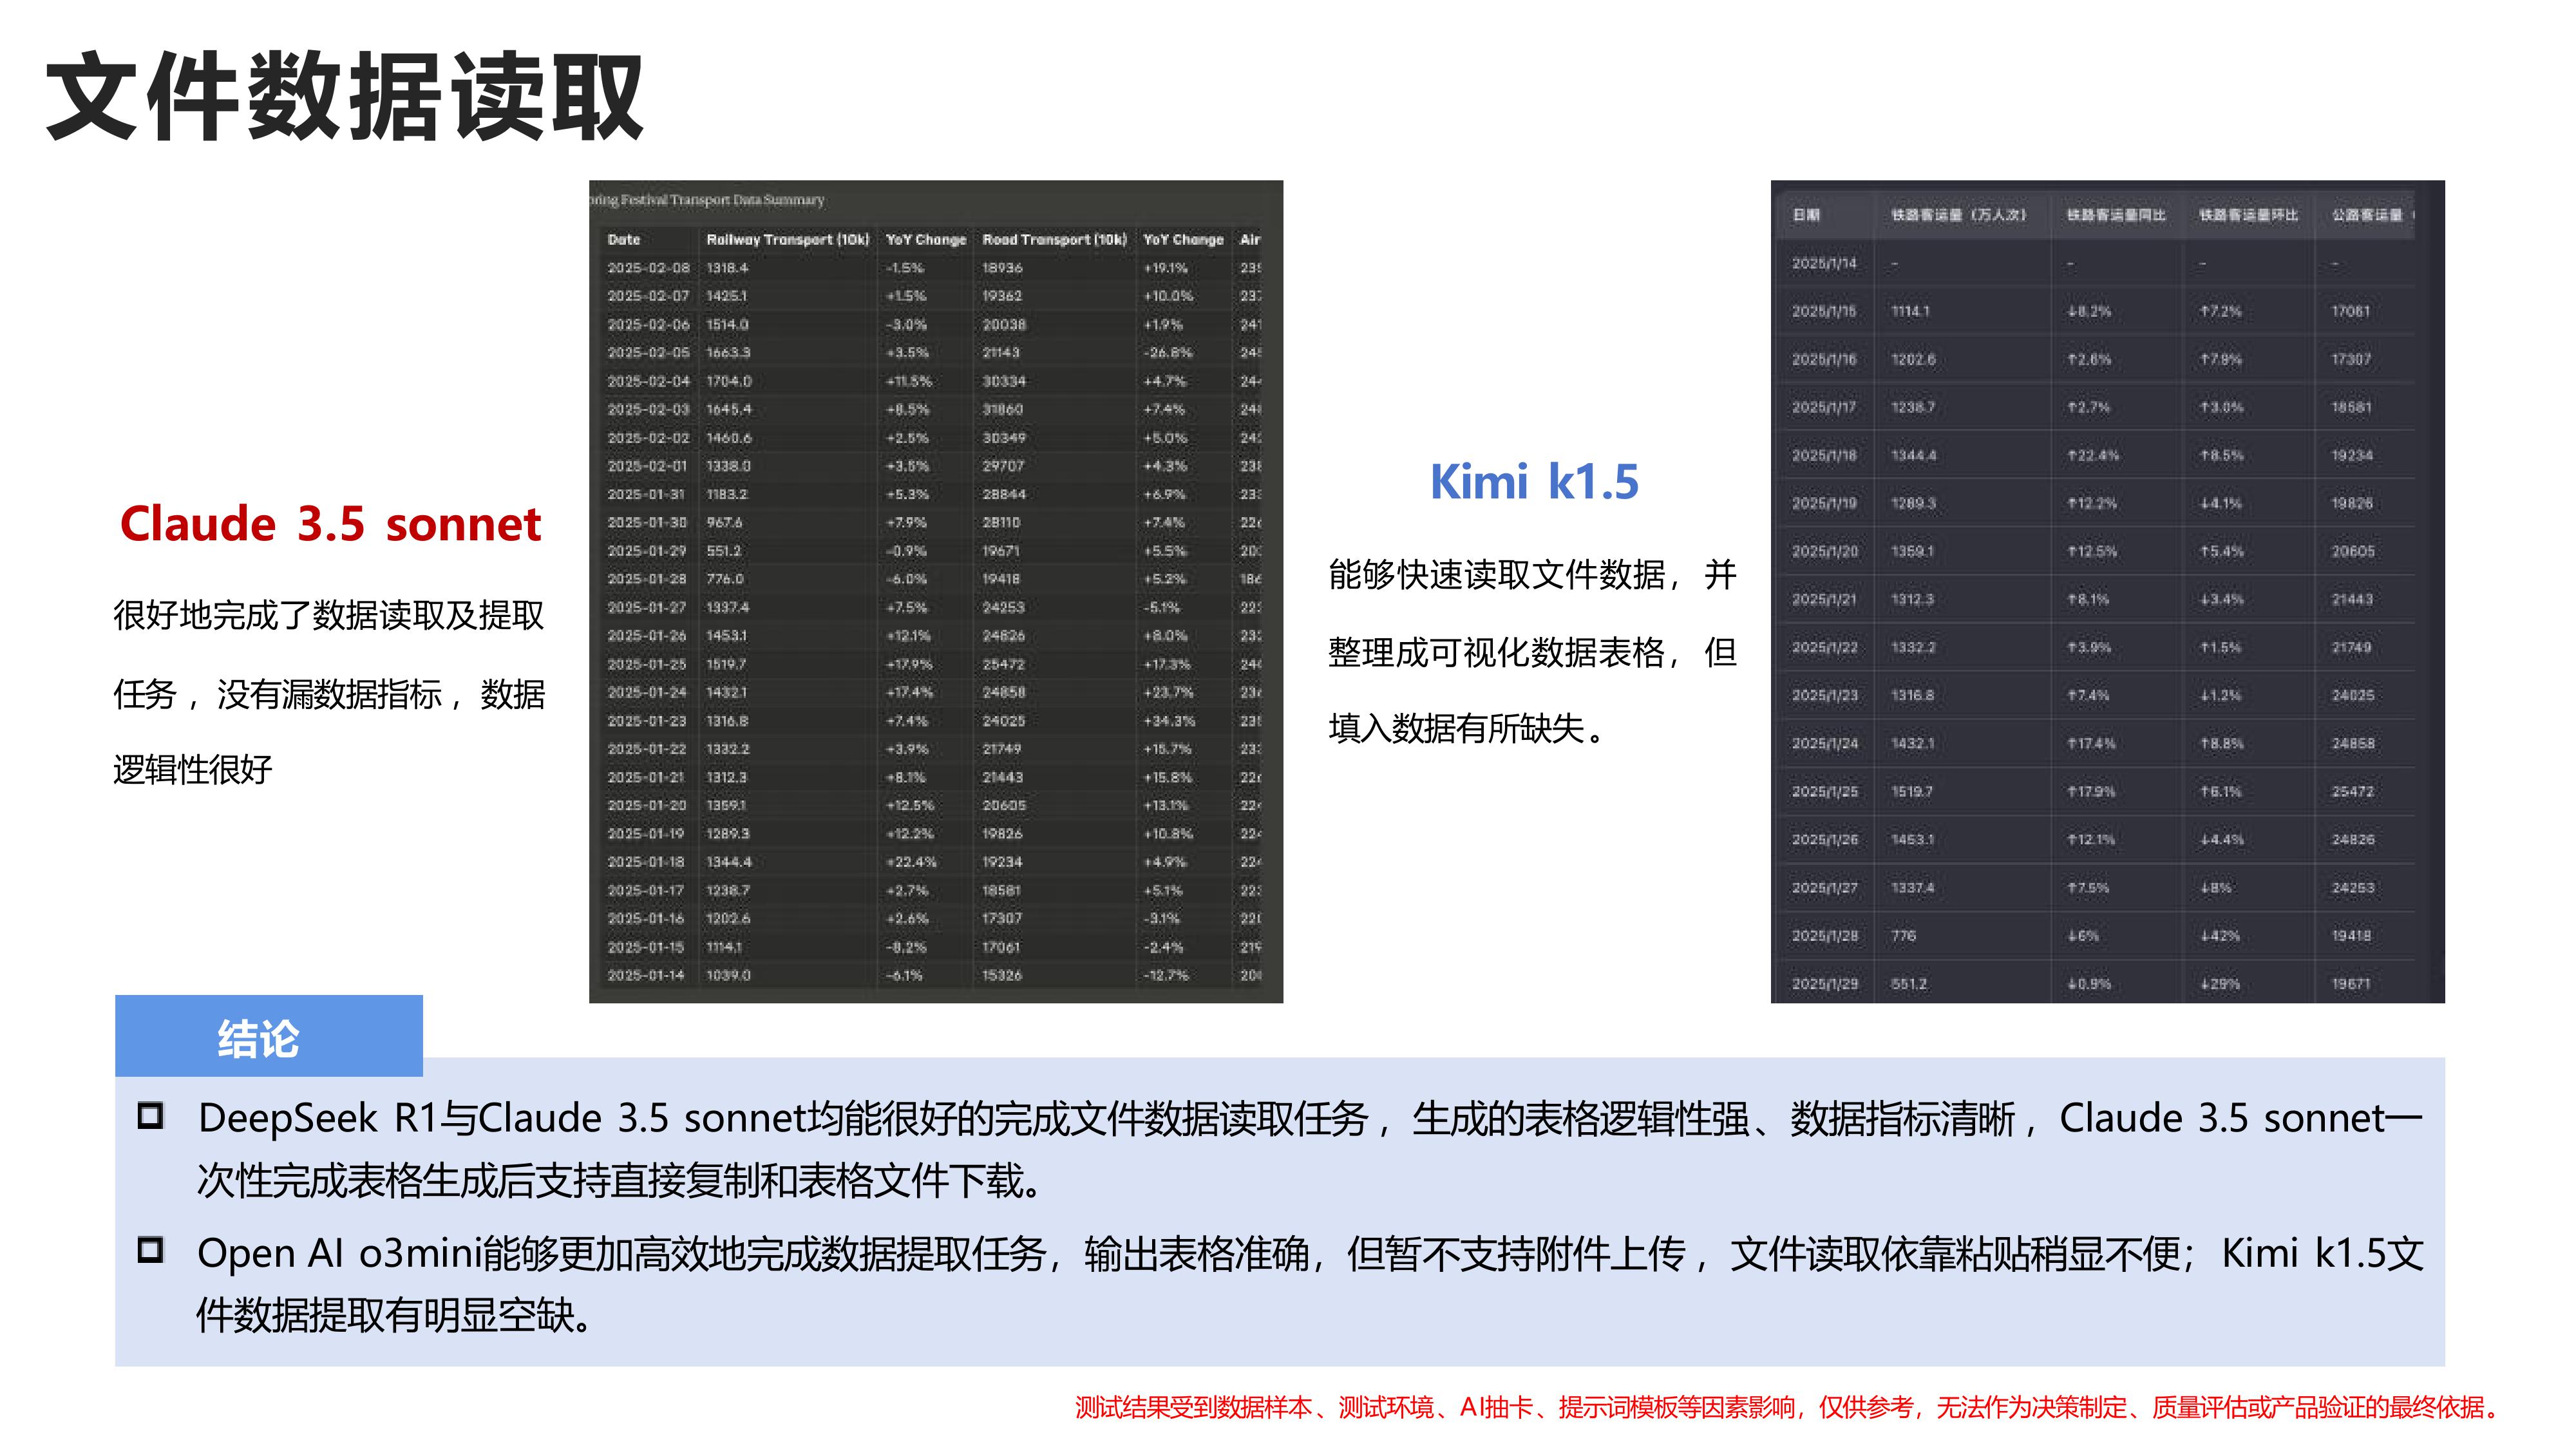 文件数据读取
Claude 3.5 sonnet
很好地完成了数据读取及提取
任务，没有漏数据指标，数据
逻辑性很好
oring Festival Transport Data Summary
Date Railway Transport (10k) YoY Change Road Transport (10k) YoY Change Air
2025-02-08 1318.4 -1.5% 18936 +19.1%
2025-02-07 1425.1 +1.5% 19362 +10.0%
2025-02-06 1514.0 -3.0% 20038 +1.9% 241
2025-02-05 1663.3 +3.5% 21143 -26.8%
2025-02-04 1704.0 +11.5% 30334 +4.7%
2025-02-03 1645.4 +8.5% 31860 +7.4%
2025-02-02 1460.6 +2.5% 30349 +5.0%
2025-02-01 1338.0 +3.5% 29707 +4.3%
2025-01-31 1183.2 +5.3% 28844 +6.9%
2025-01-30 967.6 +7.9% 28110 +7.4%
2025-01-29 551.2 -0.9% 19671 +5.5%
2025-01-28 776.0 -6.0% 19418 +5.2%
2025-01-27 1337.4 +7.5% 24253 -5.1%
2025-01-26 1453.1 +12.1% 24826 +8.0%
2025-01-25 1519.7 +17.9% 25472 +17.3%
2025-01-24 1432.1 +17.4% 24858 +23.7%
2025-01-23 1316.8 +7.4% 24025 +34.3%
2025-01-22 1332.2 +3.9% 21749 +15.7%
2025-01-21 1312.3 +8.1% 21443 +15.8%
2025-01-20 1359.1 +12.5% 20605 +13.1%
2025-01-19 1289.3 +12.2% 19826 +10.8%
2025-01-18 1344.4 +22.4% 19234 +4.9%
2025-01-17 1238.7 +2.7% 18581 +5.1%
2025-01-16 1202.6 +2.6% 17307 -3.1%
2025-01-15 1114.1 -8.2% 17061 -2.4%
2025-01-14 1039.0 -6.1% 15326 -12.7%
Kimi k1.5
能够快速读取文件数据，并
整理成可视化数据表格，但
填入数据有所缺失。
日期 铁路客运量（万人次） 铁路客运量同比 铁路客运量环比 公路客运量（
2025/1/14 - - - -
2025/1/15 1114.1 ↓8.2% ↑7.2% 17061
2025/1/16 1202.6 ↑2.6% ↑7.9% 17307
2025/1/17 1238.7 ↑2.7% ↑3.0% 18581
2025/1/18 1344.4 ↑22.4% ↑8.5% 19234
2025/1/19 1289.3 ↑12.2% ↓4.1% 19826
2025/1/20 1359.1 ↑12.5% ↑5.4% 20605
2025/1/21 1312.3 ↑8.1% ↓3.4% 21443
2025/1/22 1332.2 ↑3.9% ↑1.5% 21749
2025/1/23 1316.8 ↑7.4% ↓1.2% 24025
2025/1/24 1432.1 ↑17.4% ↑8.8% 24858
2025/1/25 1519.7 ↑17.9% ↑6.1% 25472
2025/1/26 1453.1 ↑12.1% ↓4.4% 24826
2025/1/27 1337.4 ↑7.5% ↓8% 24253
2025/1/28 776 ↓6% ↓42% 19418
2025/1/29 551.2 ↓0.9% ↓29% 19671
结论
DeepSeek R1与Claude 3.5 sonnet均能很好的完成文件数据读取任务，生成的表格逻辑性强、数据指标清晰，Claude 3.5 sonnet一
次性完成表格生成后支持直接复制和表格文件下载。
Open AI o3mini能够更加高效地完成数据提取任务，输出表格准确，但暂不支持附件上传，文件读取依靠粘贴稍显不便；Kimi k1.5文
件数据提取有明显空缺。
测试结果受到数据样本、测试环境、AI抽卡、提示词模板等因素影响，仅供参考，无法作为决策制定、质量评估或产品验证的最终依据。